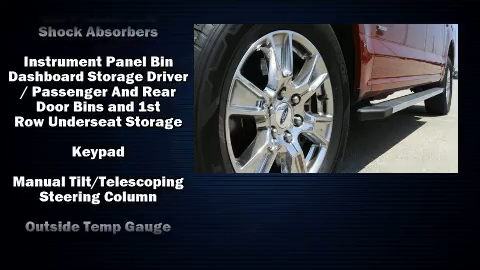 Shock Absorbers
Instrument Panel Bin
Dashboard Storage Driver
/ Passenger And Rear
Door Bins and 1st
Row Underseat Storage
Keypad
Manual Tilt/Telescoping
Steering Column
Outside Temp Gauge